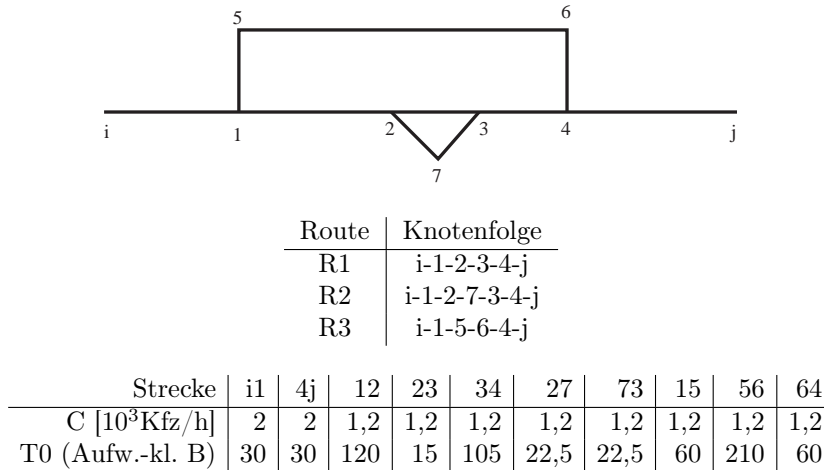 5 6
i 1 2 3 4 j
7
Route Knotenfolge
R1 i-1-2-3-4-j
R2 i-1-2-7-3-4-j
R3 i-1-5-6-4-j
Strecke i1 4j 12 23 34 27 73 15 56 64
C [10³Kfz/h] 2 2 1,2 1,2 1,2 1,2 1,2 1,2 1,2 1,2
T0 (Aufw.-kl. B) 30 30 120 15 105 22,5 22,5 60 210 60